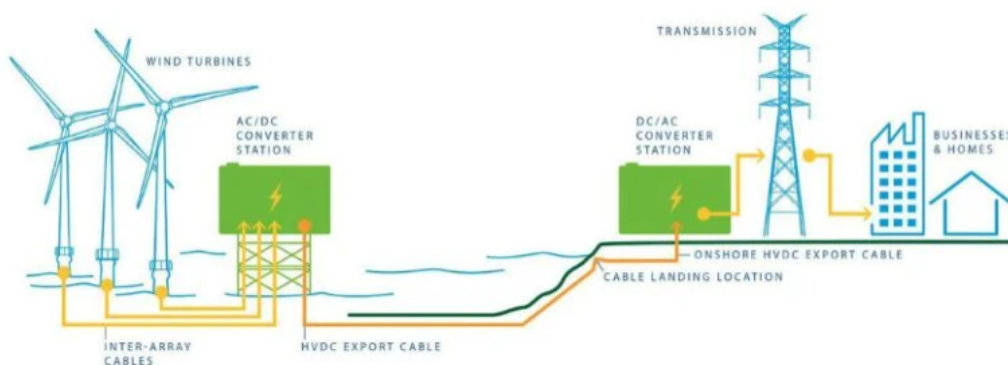 WIND TURBINES
AC/DC
CONVERTER
STATION
INTER-ARRAY
CABLES
HVDC EXPORT CABLE
TRANSMISSION
DC/AC
CONVERTER
STATION
BUSINESSES
& HOMES
ONSHORE HVDC EXPORT CABLE
CABLE LANDING LOCATION